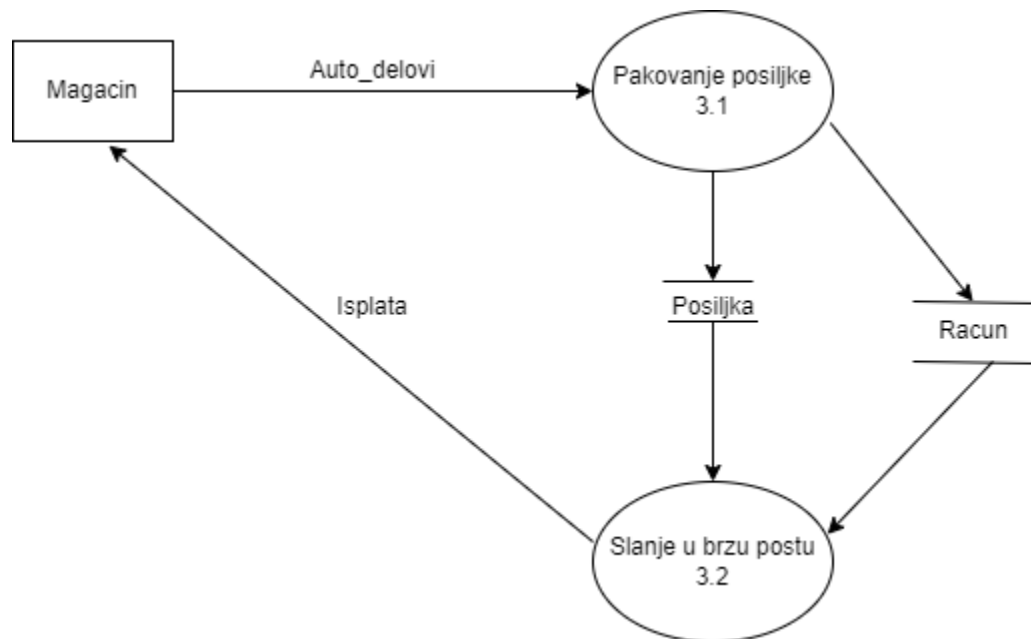 Magacin
Auto_delovi
Pakovanje posiljke
3.1
Isplata
Posiljka
Racun
Slanje u brzu postu
3.2